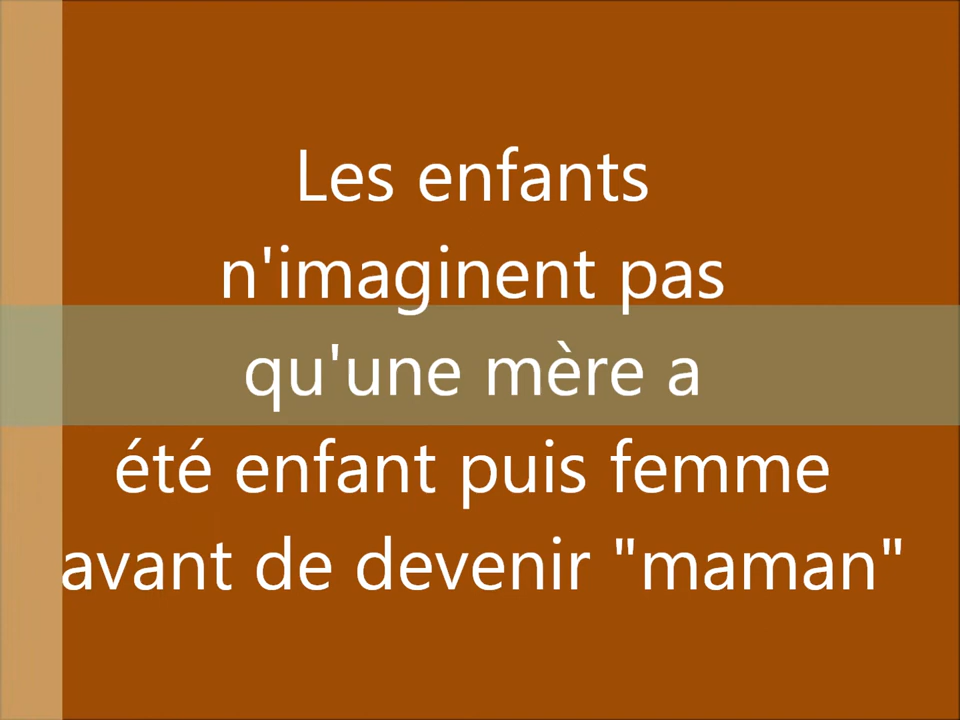 Les enfants
n'imaginent pas
qu'une mère a
été enfant puis femme
avant de devenir "maman"